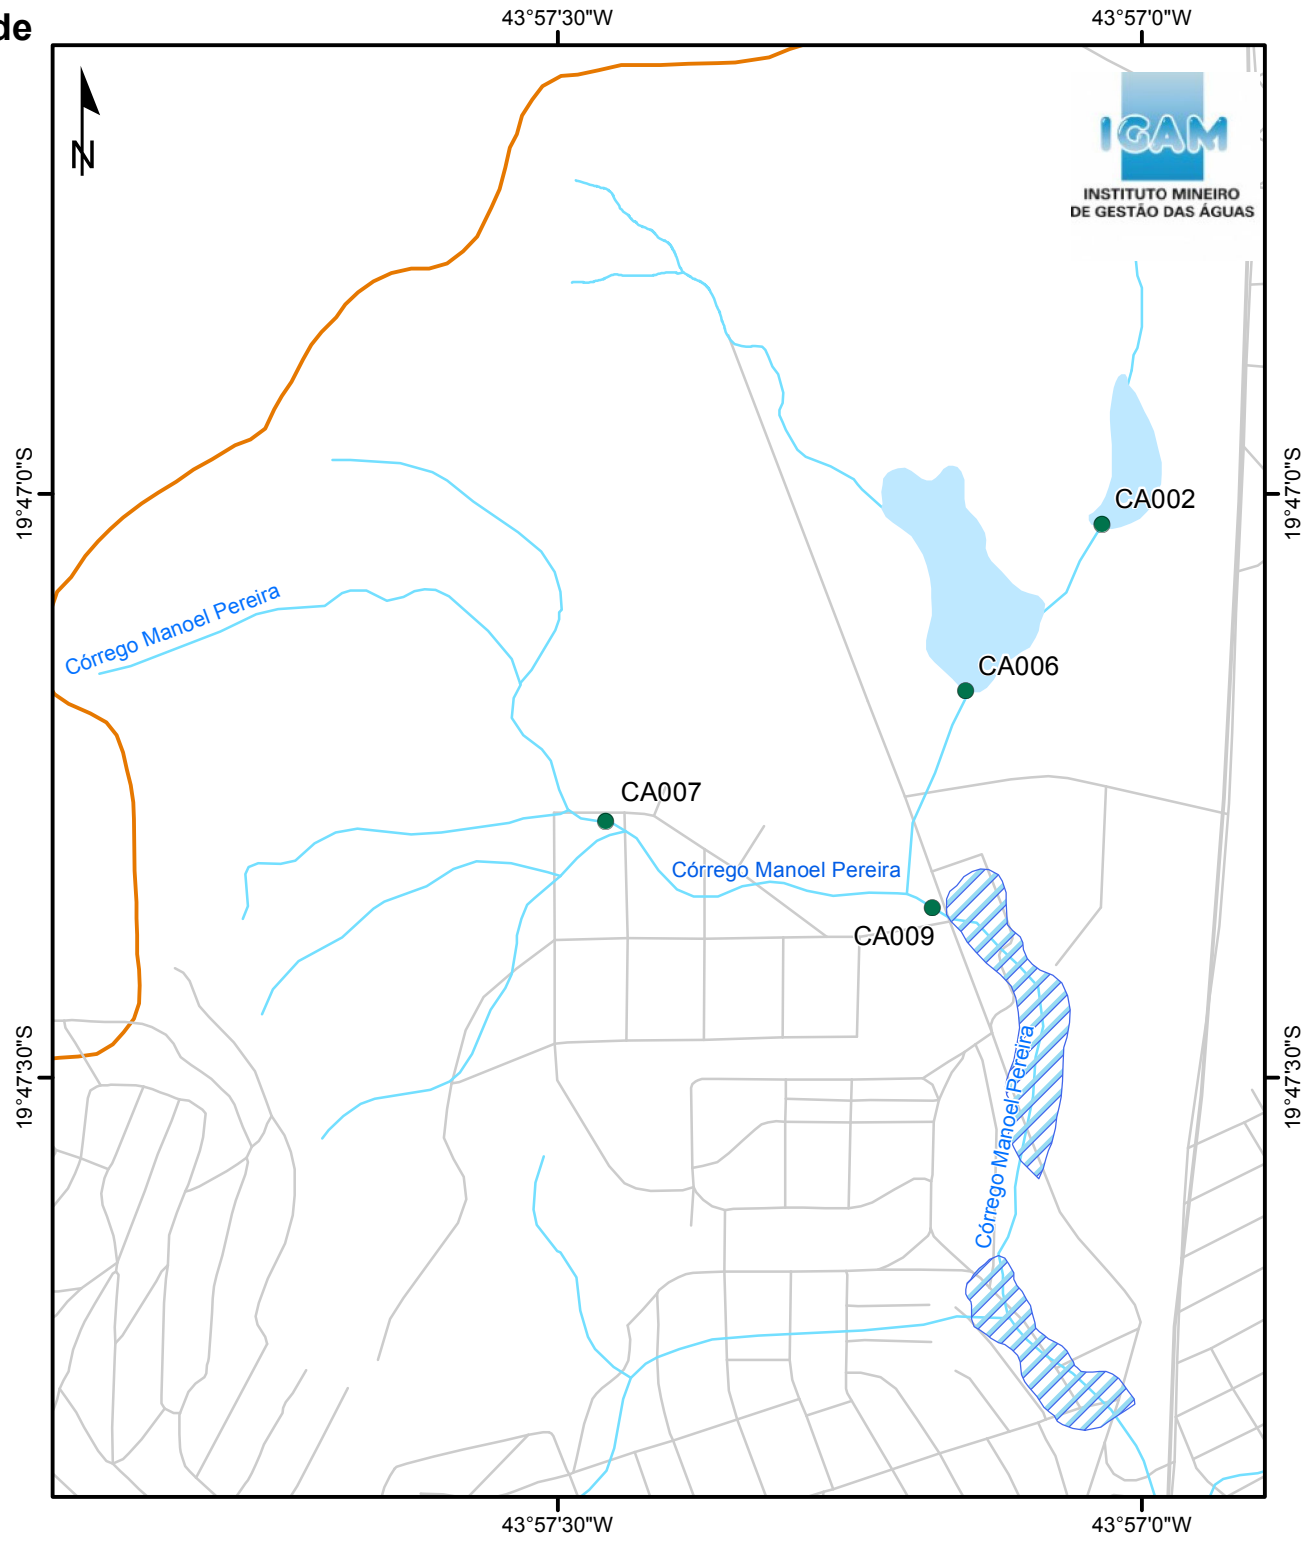 de
43°57'30"W
43°57'0"W
N
IGAM
INSTITUTO MINEIRO
DE GESTÃO DAS ÁGUAS
19°47'0"S
19°47'0"S
CA002
Córrego Manoel Pereira
CA006
CA007
Córrego Manoel Pereira
CA009
19°47'30"S
19°47'30"S
Córrego Manoel Pereira
43°57'30"W
43°57'0"W